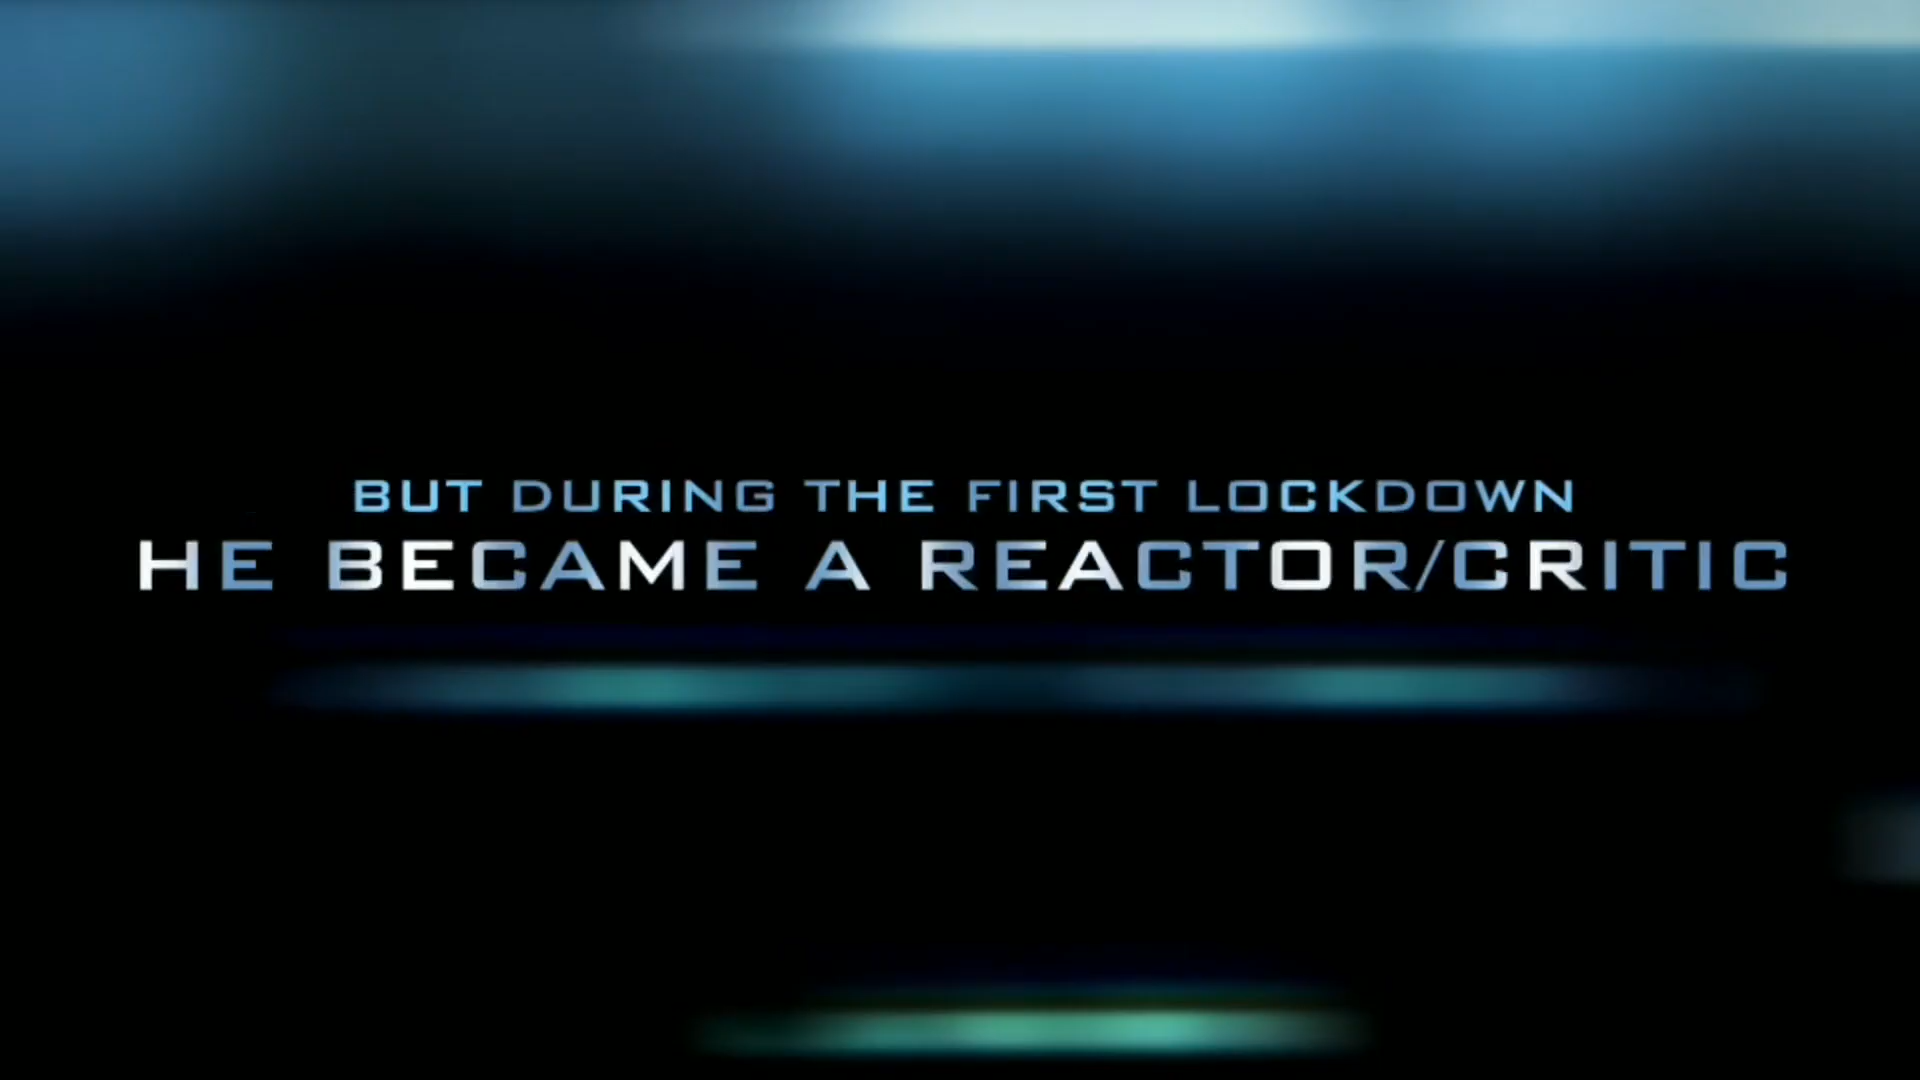 BUT DURING THE FIRST LOCKDOWN
HE BECAME A REACTOR/CRITIC